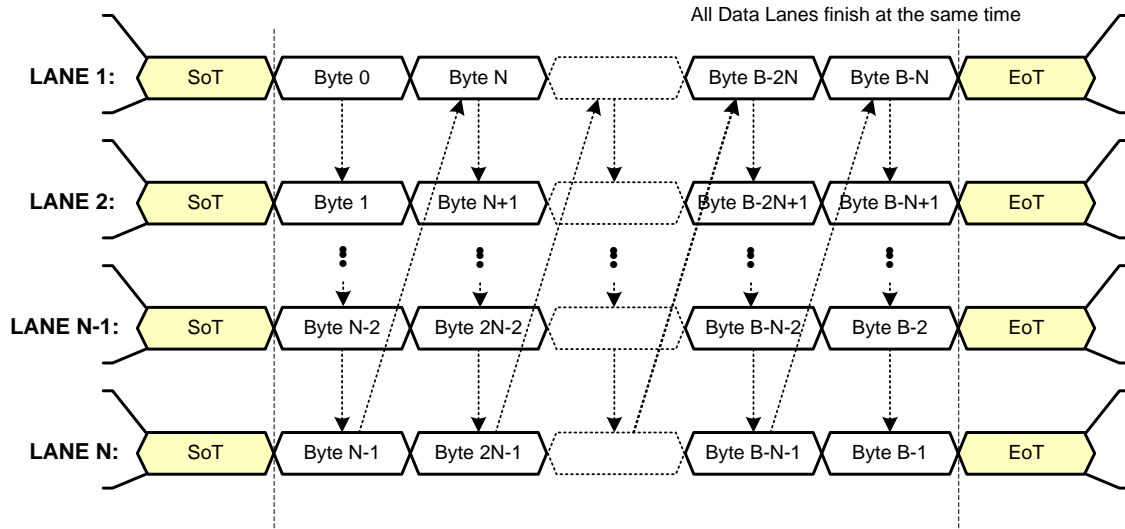 All Data Lanes finish at the same time
LANE 1: SoT Byte 0 Byte N Byte B-2N Byte B-N EoT
LANE 2: SoT Byte 1 Byte N+1 Byte B-2N+1 Byte B-N+1 EoT
LANE N-1: SoT Byte N-2 Byte 2N-2 Byte B-N-2 Byte B-2 EoT
LANE N: SoT Byte N-1 Byte 2N-1 Byte B-N-1 Byte B-1 EoT